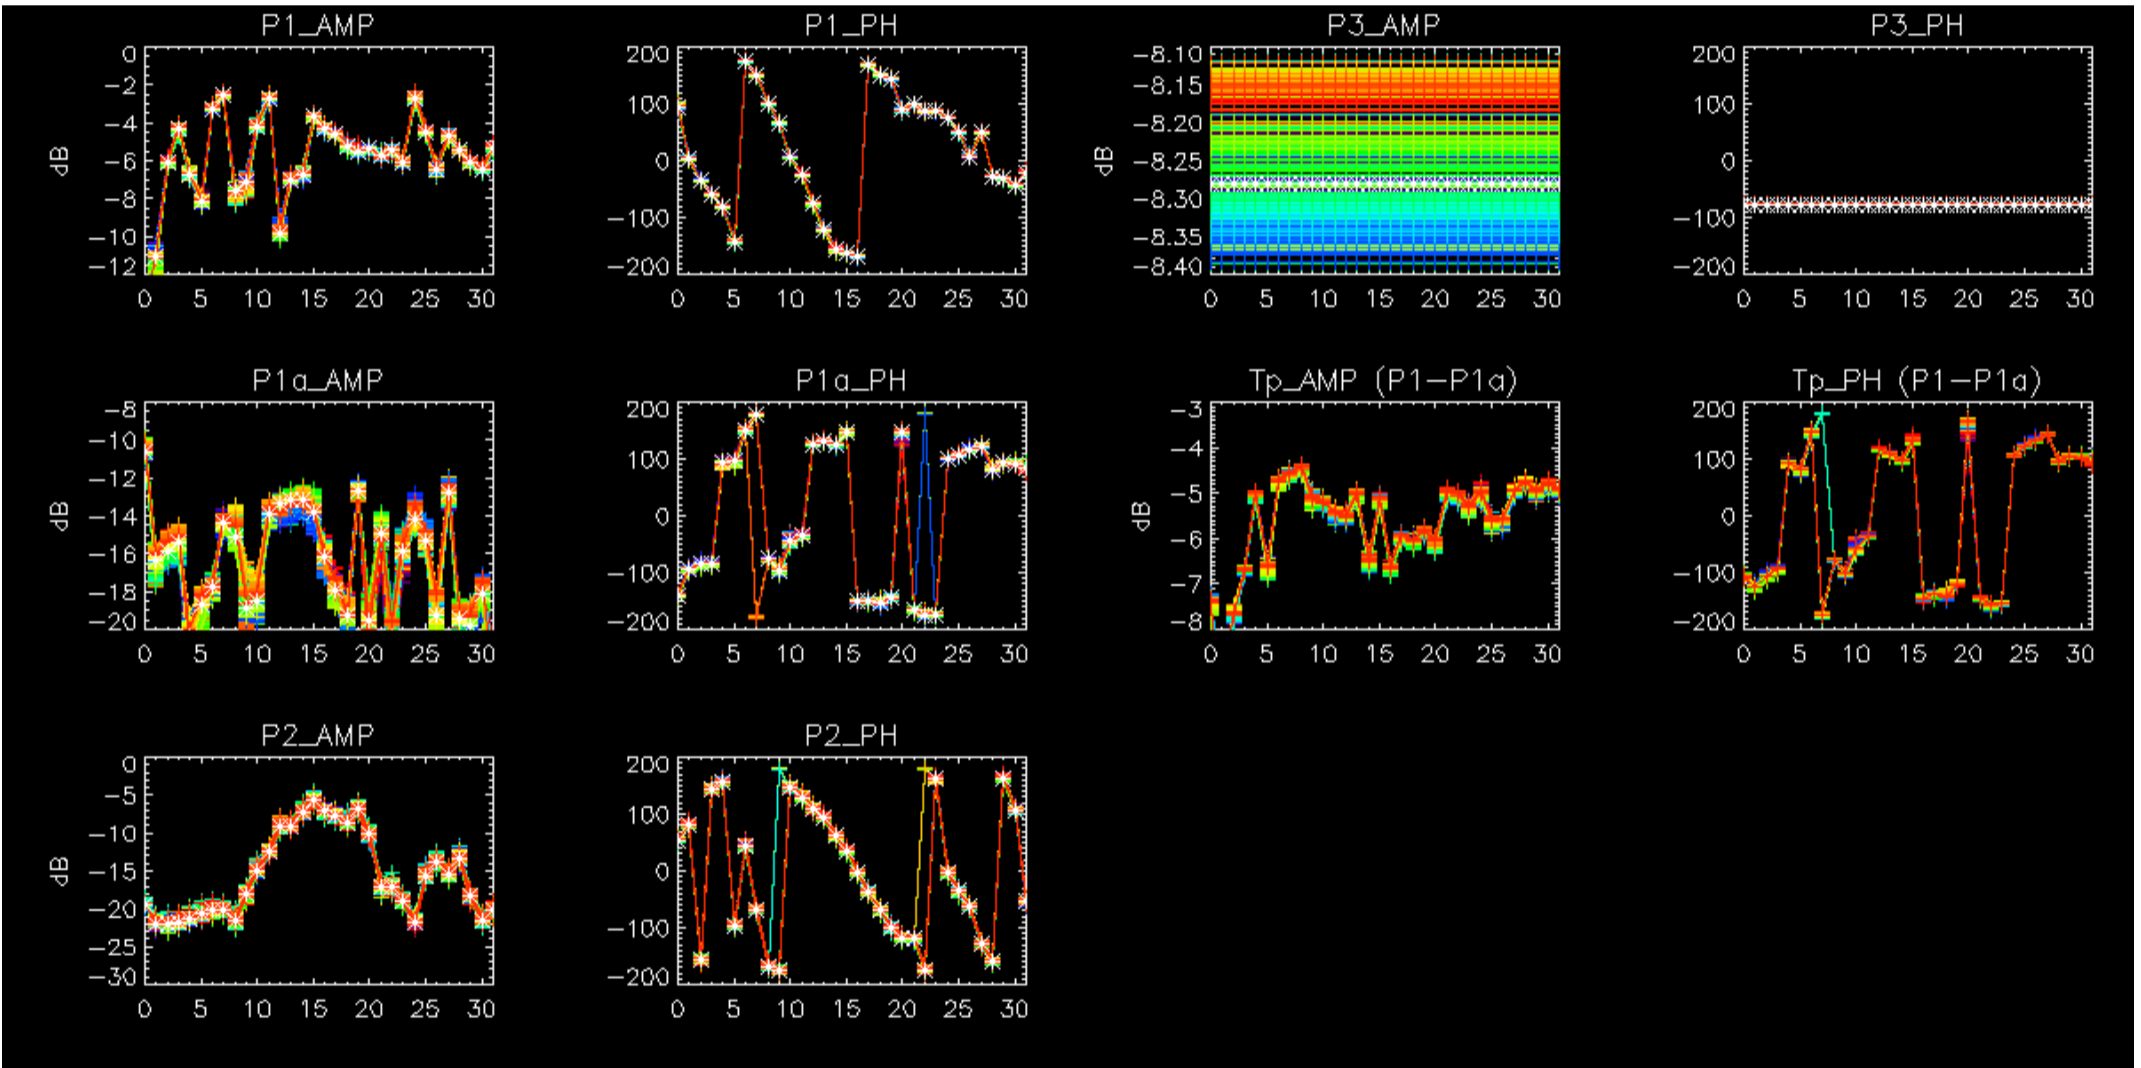 P1_AMP
dB
0
-2
-4
-6
-8
-10
-12
0 5 10 15 20 25 30
P1_PH
200
100
0
-100
-200
0 5 10 15 20 25 30
P3_AMP
dB
-8.10
-8.15
-8.20
-8.25
-8.30
-8.35
-8.40
0 5 10 15 20 25 30
P3_PH
200
100
0
-100
-200
0 5 10 15 20 25 30
P1a_AMP
dB
-8
-10
-12
-14
-16
-18
-20
0 5 10 15 20 25 30
P1a_PH
200
100
0
-100
-200
0 5 10 15 20 25 30
Tp_AMP (P1-P1a)
dB
-3
-4
-5
-6
-7
-8
0 5 10 15 20 25 30
Tp_PH (P1-P1a)
200
100
0
-100
-200
0 5 10 15 20 25 30
P2_AMP
dB
0
-5
-10
-15
-20
-25
-30
0 5 10 15 20 25 30
P2_PH
200
100
0
-100
-200
0 5 10 15 20 25 30